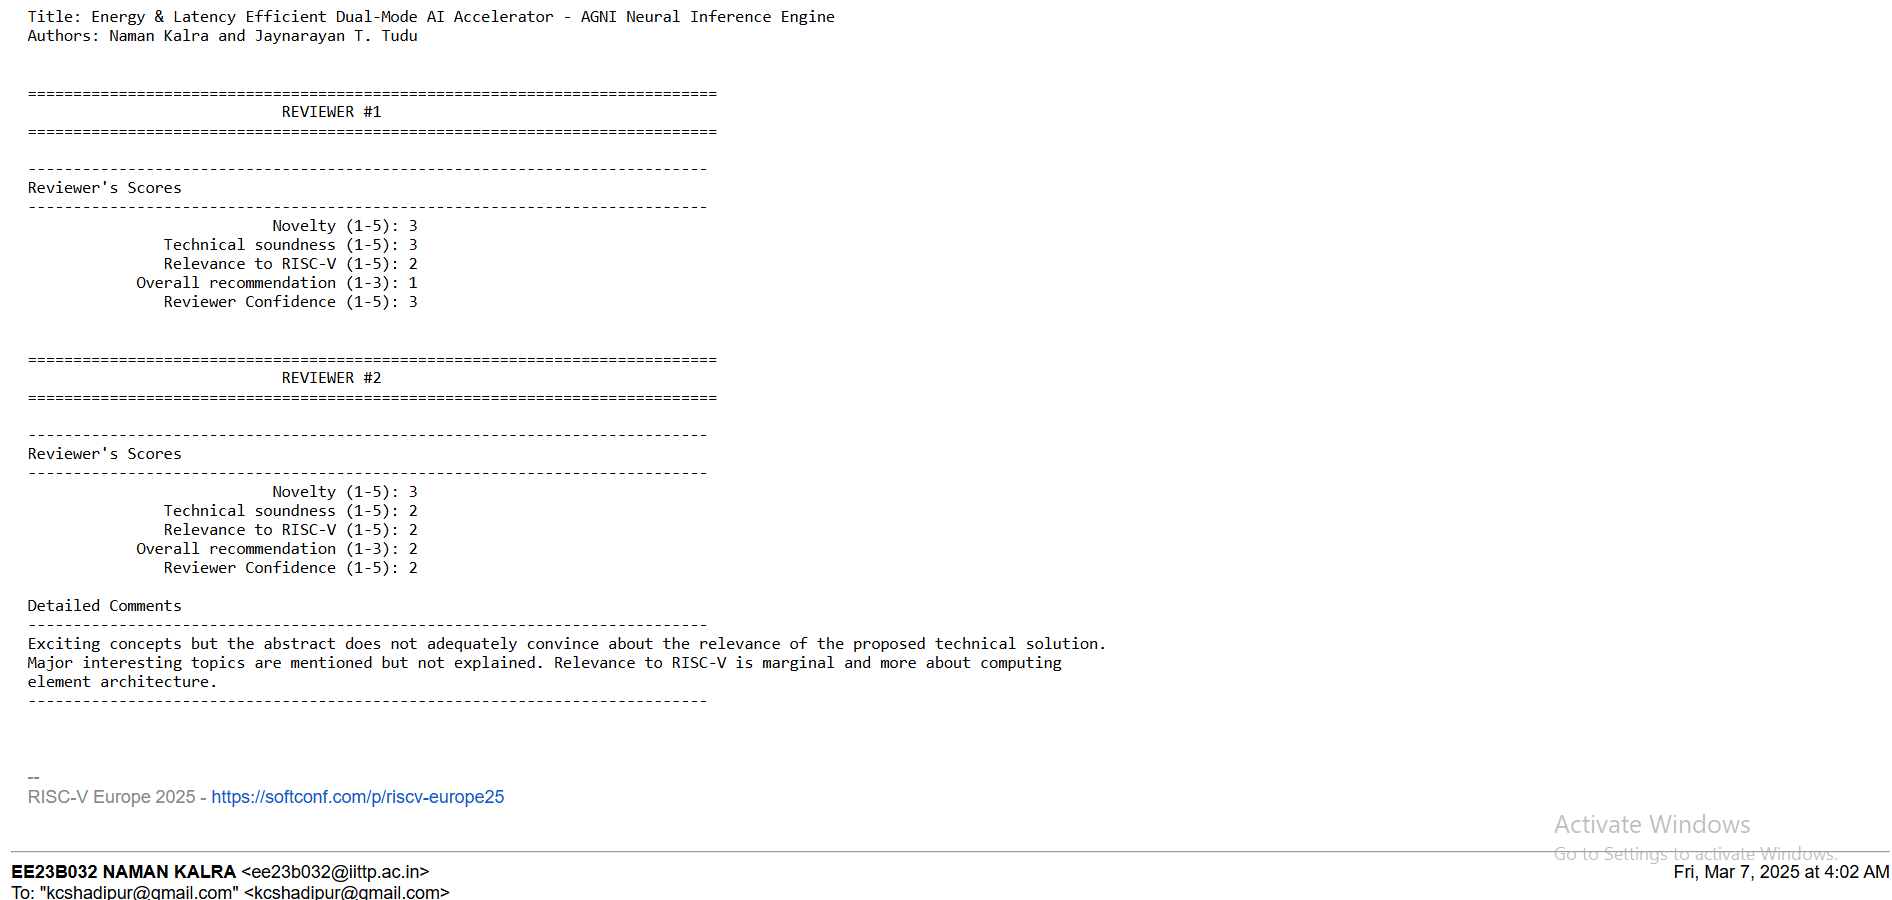 Title: Energy & Latency Efficient Dual-Mode AI Accelerator - AGNI Neural Inference Engine
Authors: Naman Kalra and Jaynarayan T. Tudu
============================================================================
REVIEWER #1
============================================================================
---------------------------------------------------------------------------
Reviewer's Scores
---------------------------------------------------------------------------
Novelty (1-5): 3
Technical soundness (1-5): 3
Relevance to RISC-V (1-5): 2
Overall recommendation (1-3): 1
Reviewer Confidence (1-5): 3
============================================================================
REVIEWER #2
============================================================================
---------------------------------------------------------------------------
Reviewer's Scores
---------------------------------------------------------------------------
Novelty (1-5): 3
Technical soundness (1-5): 2
Relevance to RISC-V (1-5): 2
Overall recommendation (1-3): 2
Reviewer Confidence (1-5): 2
Detailed Comments
---------------------------------------------------------------------------
Exciting concepts but the abstract does not adequately convince about the relevance of the proposed technical solution.
Major interesting topics are mentioned but not explained. Relevance to RISC-V is marginal and more about computing
element architecture.
---------------------------------------------------------------------------
--
RISC-V Europe 2025 - https://softconf.com/p/riscv-europe25
Activate Windows
Go to Settings to activate Windows.
EE23B032 NAMAN KALRA <ee23b032@iittp.ac.in>
Fri, Mar 7, 2025 at 4:02 AM
To: "kcshadipur@gmail.com" <kcshadipur@gmail.com>